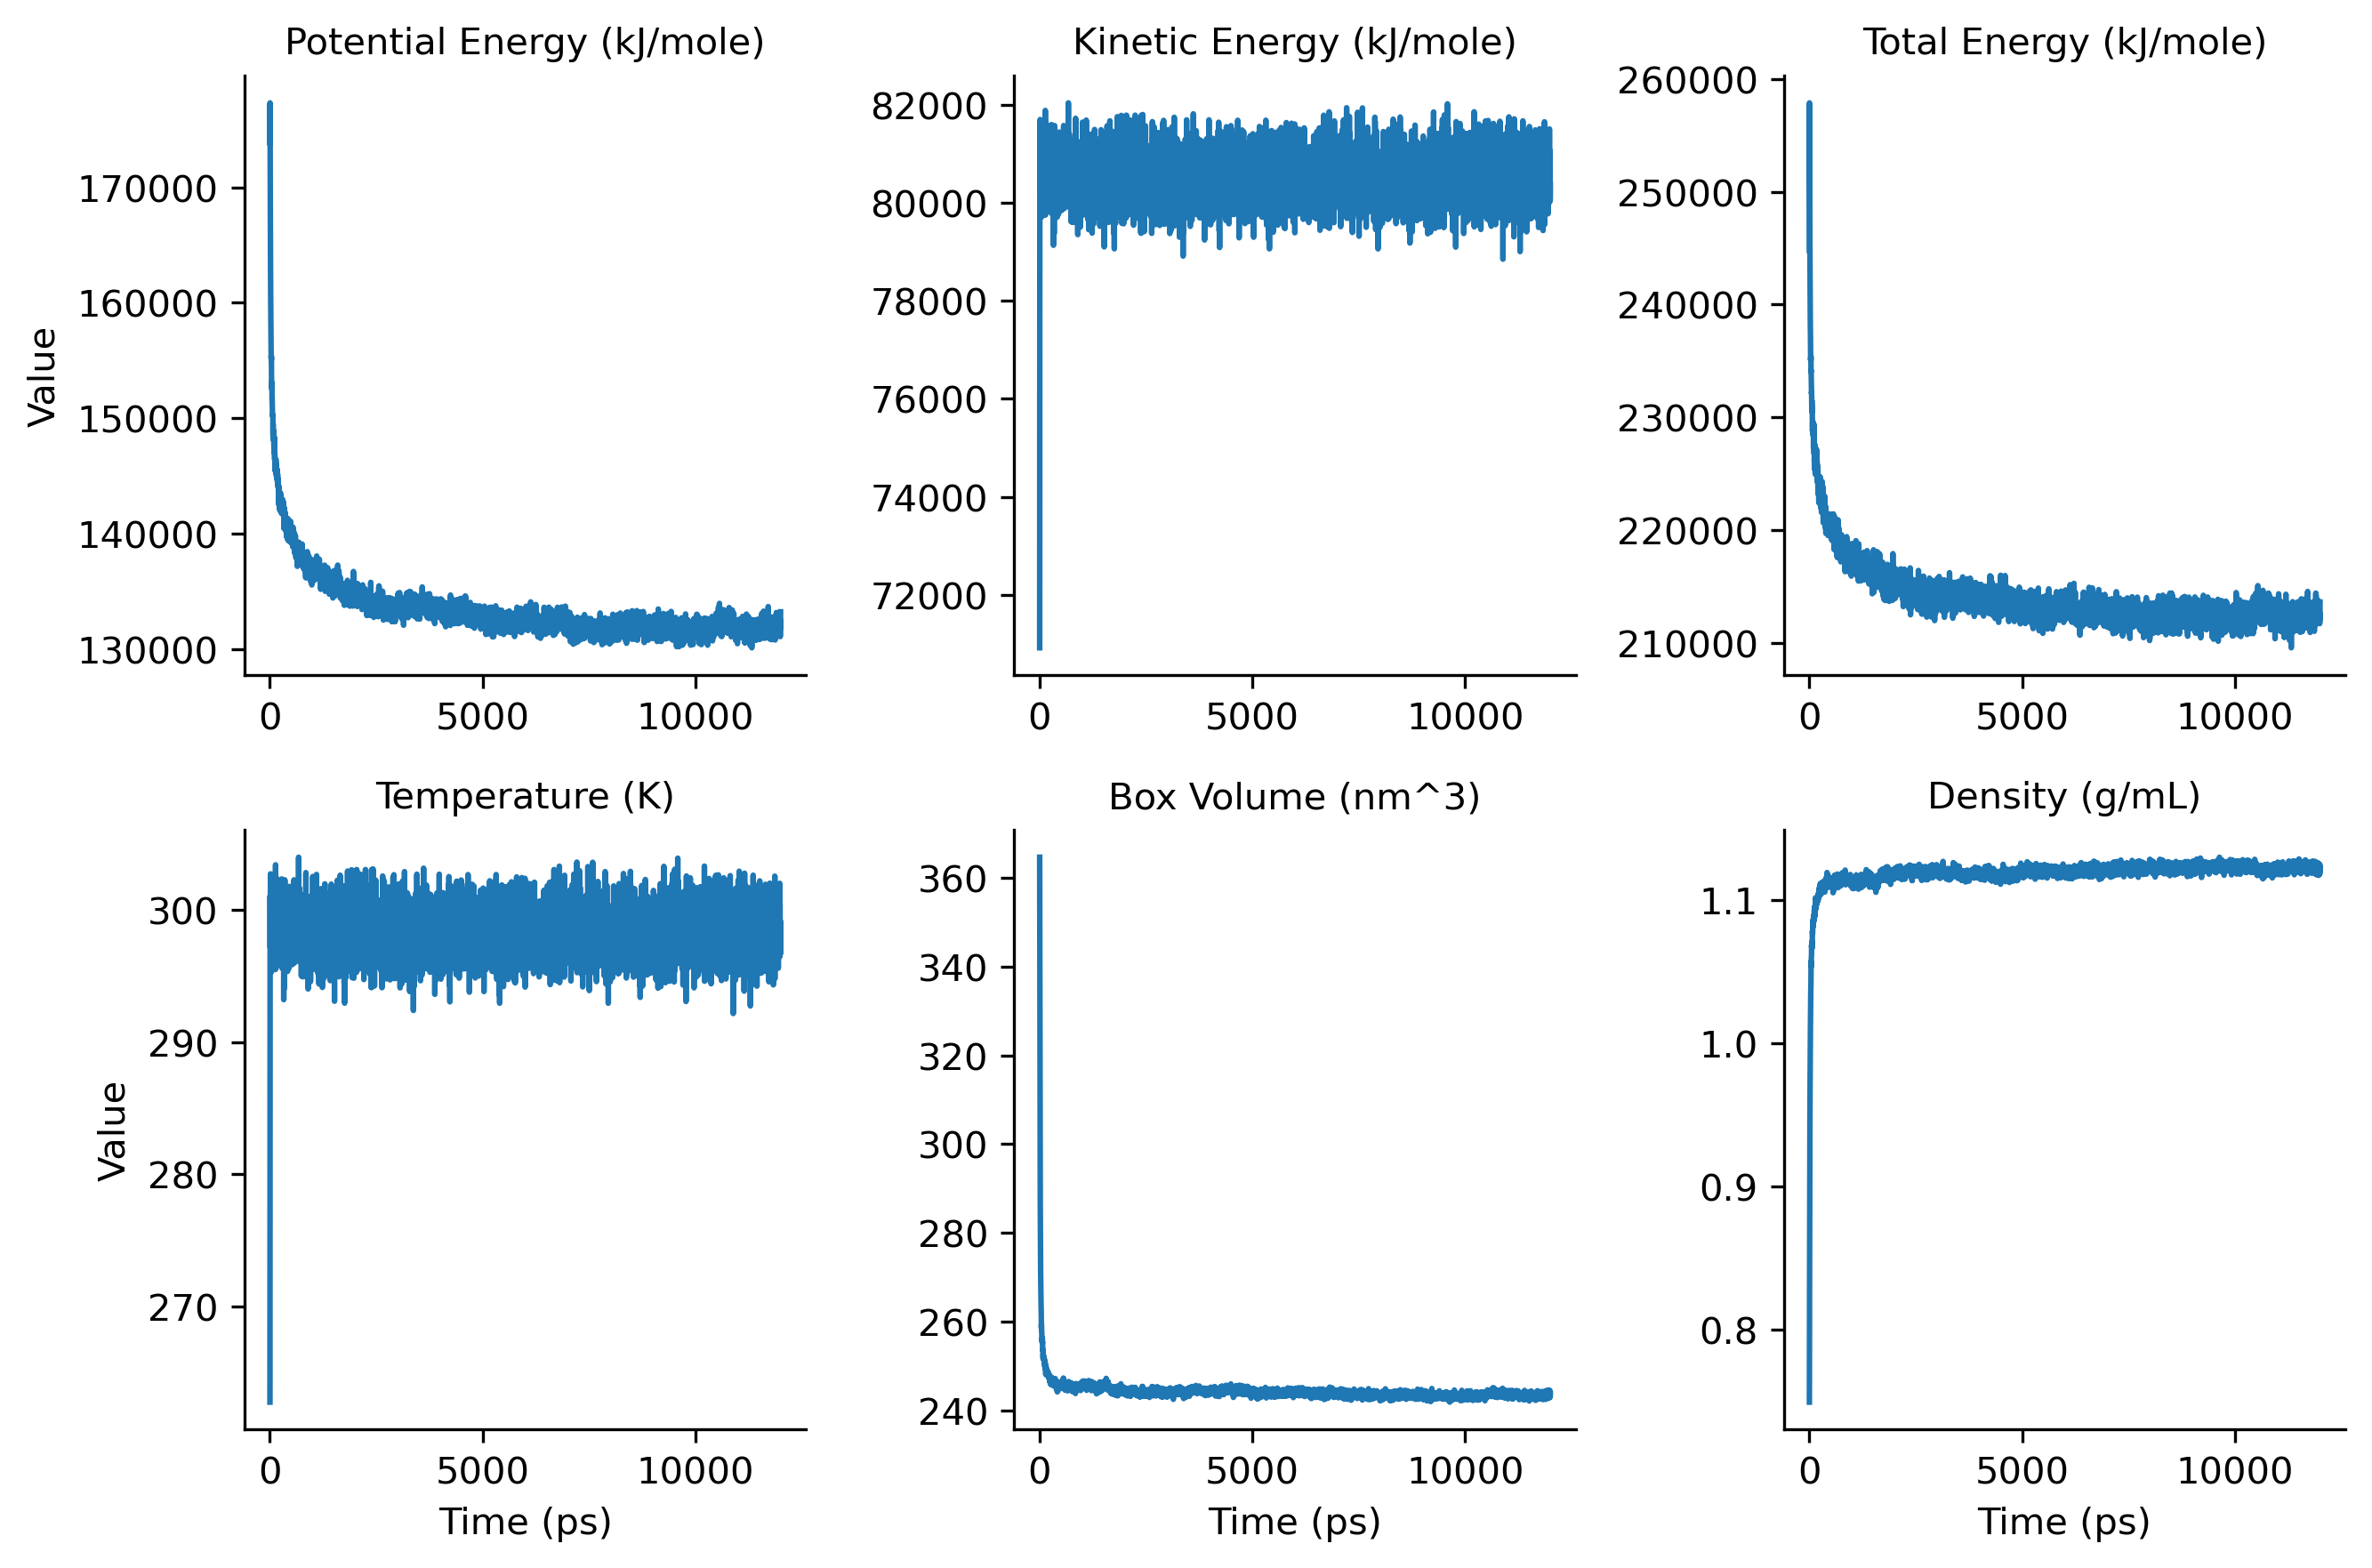 Potential Energy (kJ/mole)
Kinetic Energy (kJ/mole)
Total Energy (kJ/mole)
Value
170000
160000
150000
140000
130000
0 5000 10000
82000
80000
78000
76000
74000
72000
0 5000 10000
260000
250000
240000
230000
220000
210000
0 5000 10000
Temperature (K)
Box Volume (nm^3)
Density (g/mL)
Value
300
290
280
270
0 5000 10000
Time (ps)
360
340
320
300
280
260
240
0 5000 10000
Time (ps)
1.1
1.0
0.9
0.8
0 5000 10000
Time (ps)